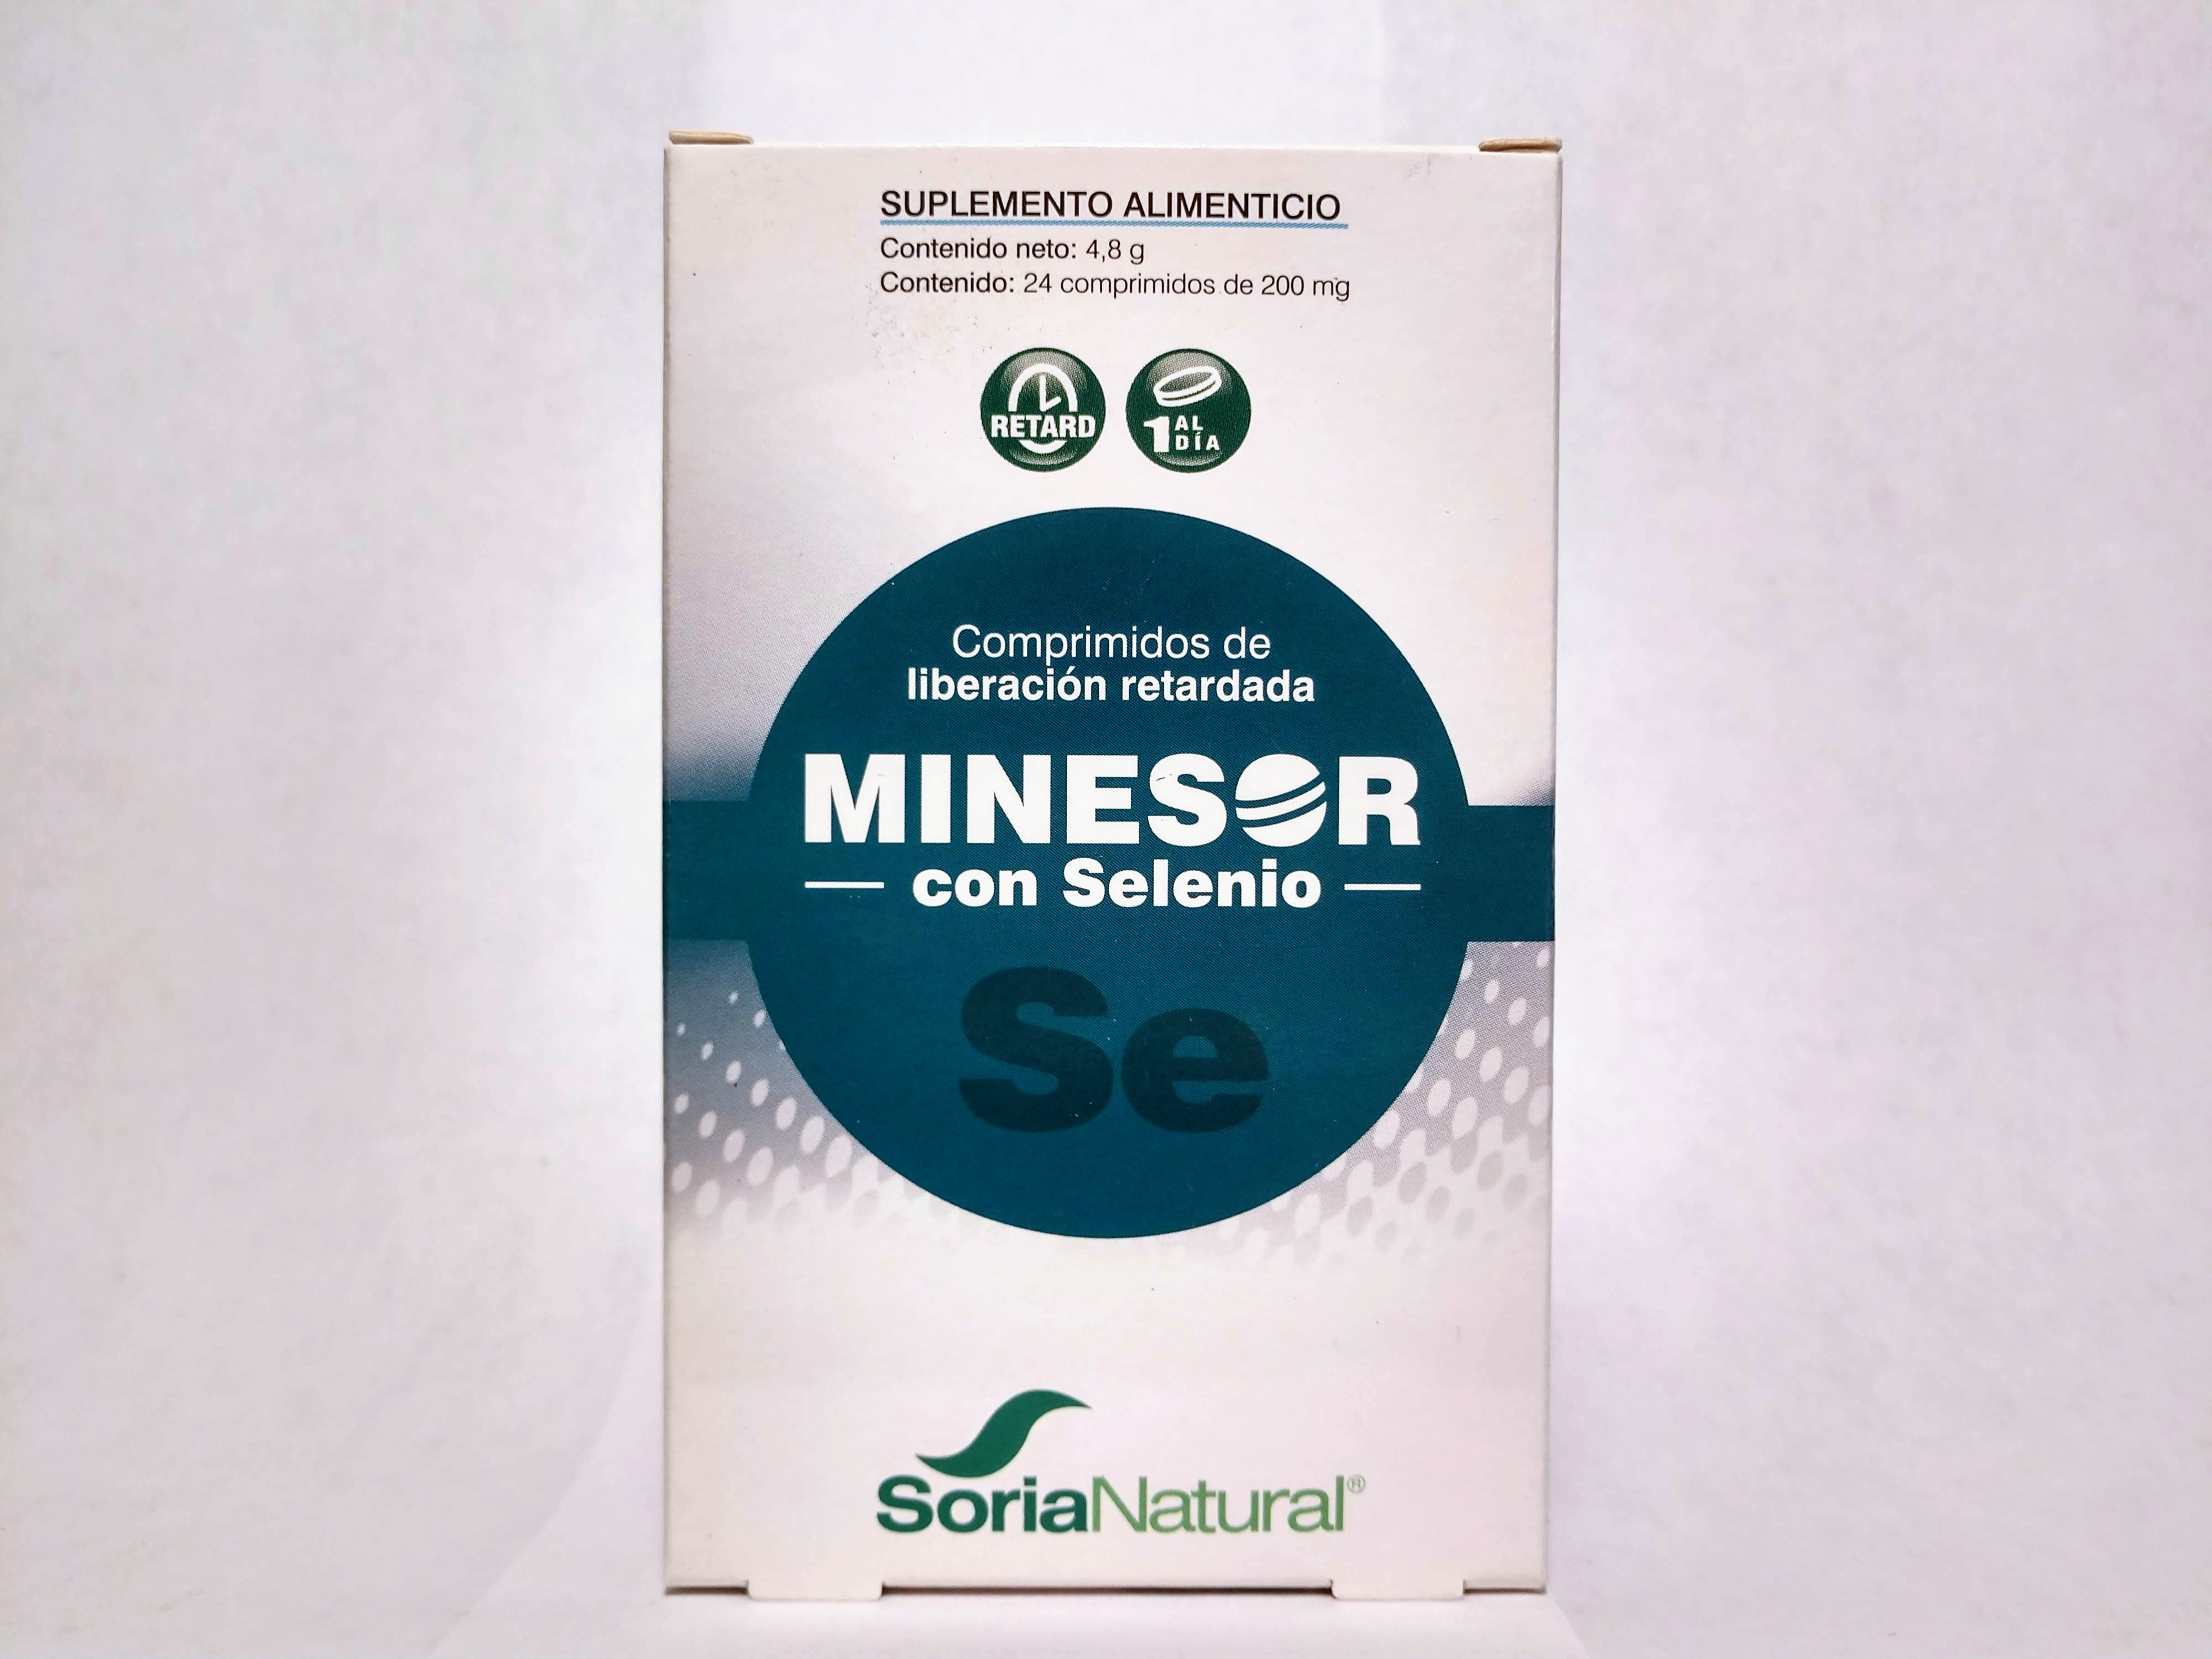 SUPLEMENTO ALIMENTICIO
Contenido neto: 4,8 g
Contenido: 24 comprimidos de 200 mg
RETARD
1 AL
DÍA
Comprimidos de
liberación retardada
MINESOR
con Selenio
Se
SoriaNatural®